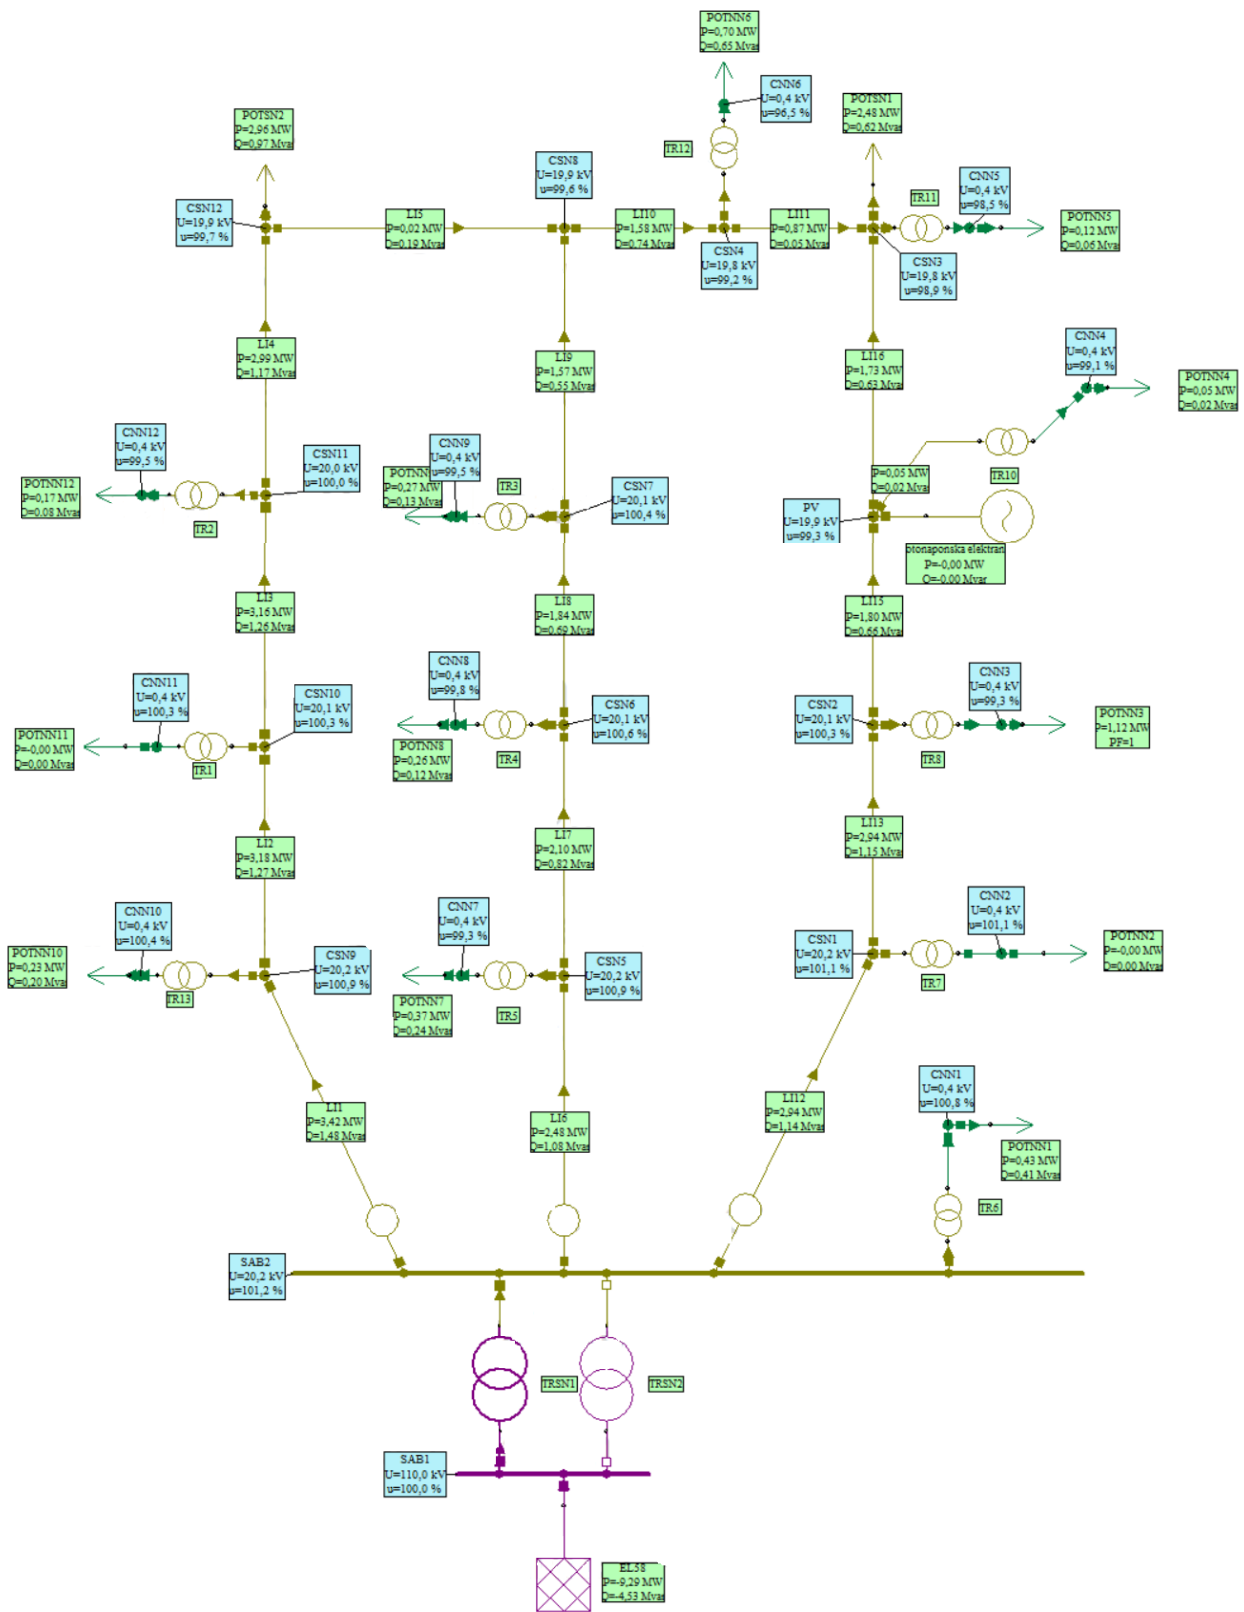 POTNN6
P=0,70 MW
Q=0,65 Mvar
CNN6
U=0,4 kV
u=96,5 %
TR12
POTSN1
P=2,48 MW
Q=0,62 Mvar
POTSN2
P=2,96 MW
Q=0,97 Mvar
CSN8
U=19,9 kV
u=99,6 %
CNN5
U=0,4 kV
u=98,5 %
TR11
CSN12
U=19,9 kV
u=99,7 %
LI5
P=0,02 MW
Q=0,19 Mvar
LI10
P=1,58 MW
Q=0,74 Mvar
LI11
P=0,87 MW
Q=0,05 Mvar
POTNN5
P=0,12 MW
Q=0,06 Mvar
CSN4
U=19,8 kV
u=99,2 %
CSN3
U=19,8 kV
u=98,9 %
LI4
P=2,99 MW
Q=1,17 Mvar
LI9
P=1,57 MW
Q=0,55 Mvar
LI16
P=1,73 MW
Q=0,63 Mvar
CNN4
U=0,4 kV
u=99,1 %
POTNN4
P=0,05 MW
Q=0,02 Mvar
CNN12
U=0,4 kV
u=99,5 %
CSN11
U=20,0 kV
u=100,0 %
CNN9
U=0,4 kV
u=99,5 %
POTNN
P=0,27 MW
Q=0,13 Mvar
TR3
CSN7
U=20,1 kV
u=100,4 %
P=0,05 MW
Q=0,02 Mvar
TR10
POTNN12
P=0,17 MW
Q=0,08 Mvar
TR2
PV
U=19,9 kV
u=99,3 %
otonaponska elektran
P=-0,00 MW
Q=-0,00 Mvar
LI3
P=3,16 MW
Q=1,26 Mvar
LI8
P=1,84 MW
Q=0,69 Mvar
LI15
P=1,80 MW
Q=0,66 Mvar
CNN11
U=0,4 kV
u=100,3 %
CSN10
U=20,1 kV
u=100,3 %
CNN8
U=0,4 kV
u=99,8 %
CSN6
U=20,1 kV
u=100,6 %
CSN2
U=20,1 kV
u=100,3 %
CNN3
U=0,4 kV
u=99,3 %
POTNN11
P=-0,00 MW
Q=0,00 Mvar
TR1
POTNN8
P=0,26 MW
Q=0,12 Mvar
TR4
TR8
POTNN3
P=1,12 MW
PF=1
LI2
P=3,18 MW
Q=1,27 Mvar
LI7
P=2,10 MW
Q=0,82 Mvar
LI13
P=2,94 MW
Q=1,15 Mvar
CNN10
U=0,4 kV
u=100,4 %
CSN9
U=20,2 kV
u=100,9 %
CNN7
U=0,4 kV
u=99,3 %
CSN5
U=20,2 kV
u=100,9 %
CSN1
U=20,2 kV
u=101,1 %
CNN2
U=0,4 kV
u=101,1 %
POTNN10
P=0,23 MW
Q=0,20 Mvar
TR13
POTNN7
P=0,37 MW
Q=0,24 Mvar
TR5
TR7
POTNN2
P=-0,00 MW
Q=0,00 Mvar
LI1
P=3,42 MW
Q=1,48 Mvar
LI6
P=2,48 MW
Q=1,08 Mvar
LI12
P=2,94 MW
Q=1,14 Mvar
CNN1
U=0,4 kV
u=100,8 %
POTNN1
P=0,43 MW
Q=0,41 Mvar
TR6
SAB2
U=20,2 kV
u=101,2 %
TRSN1
TRSN2
SAB1
U=110,0 kV
u=100,0 %
EL58
P=-9,29 MW
Q=-4,53 Mvar